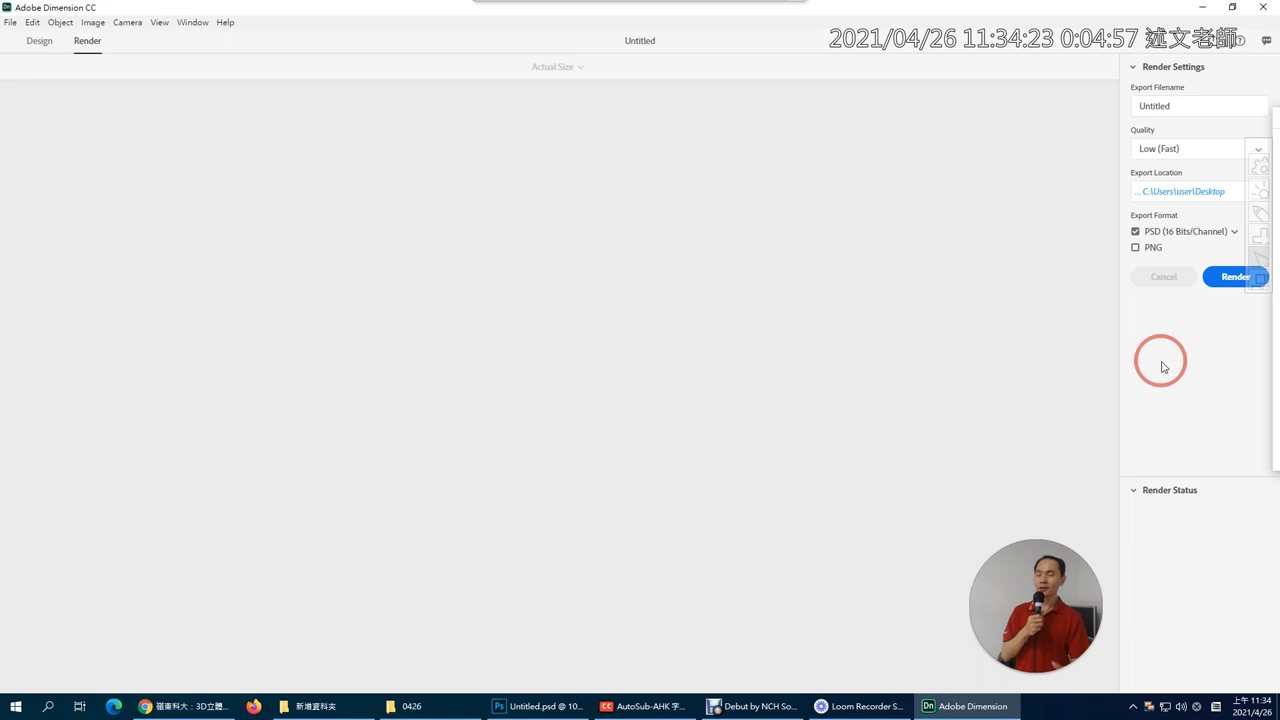 Adobe Dimension CC
File Edit Object Image Camera View Window Help
Design Render
Untitled
2021/04/26 11:34:23 0:04:57 述文老師
Actual Size
Render Settings
Export Filename
Untitled
Quality
Low (Fast)
Export Location
... C:\Users\user\Desktop
Export Format
PSD (16 Bits/Channel)
PNG
Cancel Render
Render Status
新增資料夾
0426
Untitled.psd @ 10...
AutoSub-AHK 字...
Debut by NCH So...
Loom Recorder S...
Adobe Dimension
上午 11:34
2021/4/26